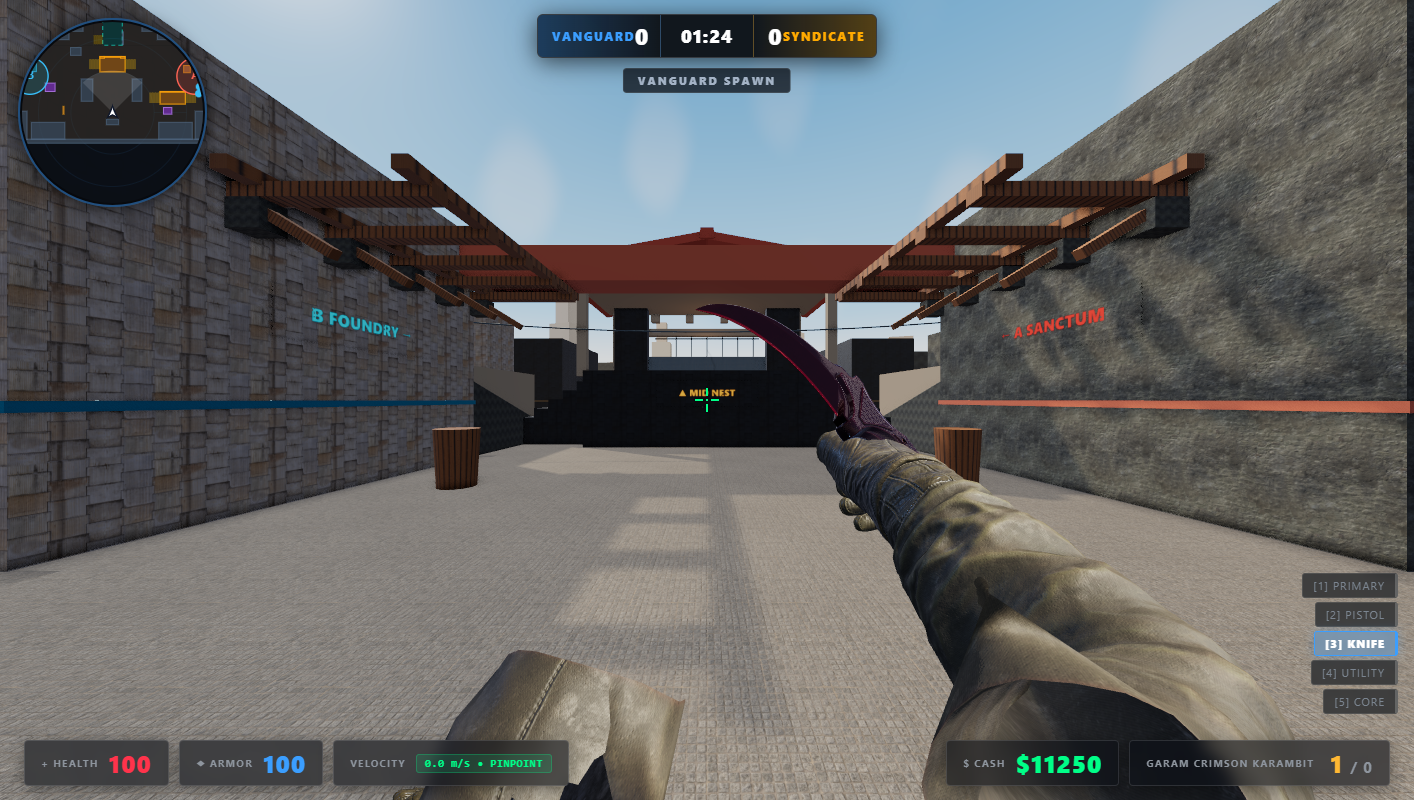 VANGUARD 0
01:24
0 SYNDICATE
VANGUARD SPAWN
B FOUNDRY
A SANCTUM
▲ MID NEST
[1] PRIMARY
[2] PISTOL
[3] KNIFE
[4] UTILITY
[5] CORE
+ HEALTH 100
◆ ARMOR 100
VELOCITY 0.0 m/s • PINPOINT
$ CASH $11250
GARAM CRIMSON KARAMBIT 1 / 0